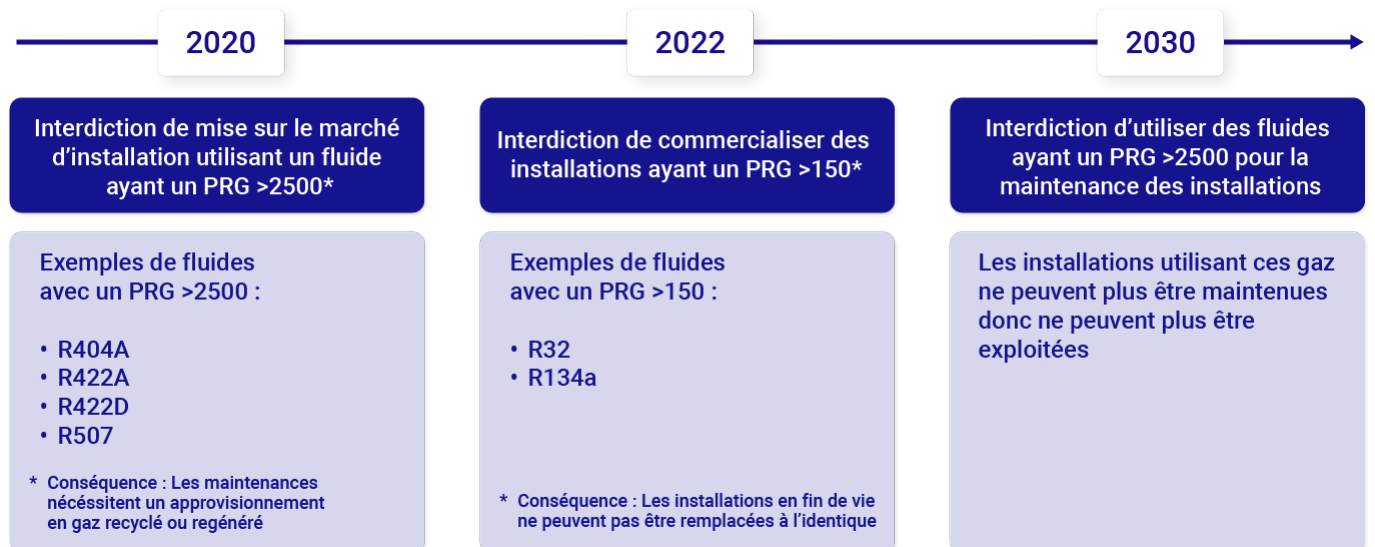 2020
2022
2030
Interdiction de mise sur le marché
d'installation utilisant un fluide
ayant un PRG >2500*
Interdiction de commercialiser des
installations ayant un PRG >150*
Interdiction d'utiliser des fluides
ayant un PRG >2500 pour la
maintenance des installations
Exemples de fluides
avec un PRG >2500 :
• R404A
• R422A
• R422D
• R507
* Conséquence : Les maintenances
nécéssitent un approvisionnement
en gaz recyclé ou regénéré
Exemples de fluides
avec un PRG >150 :
• R32
• R134a
* Conséquence : Les installations en fin de vie
ne peuvent pas être remplacées à l'identique
Les installations utilisant ces gaz
ne peuvent plus être maintenues
donc ne peuvent plus être
exploitées